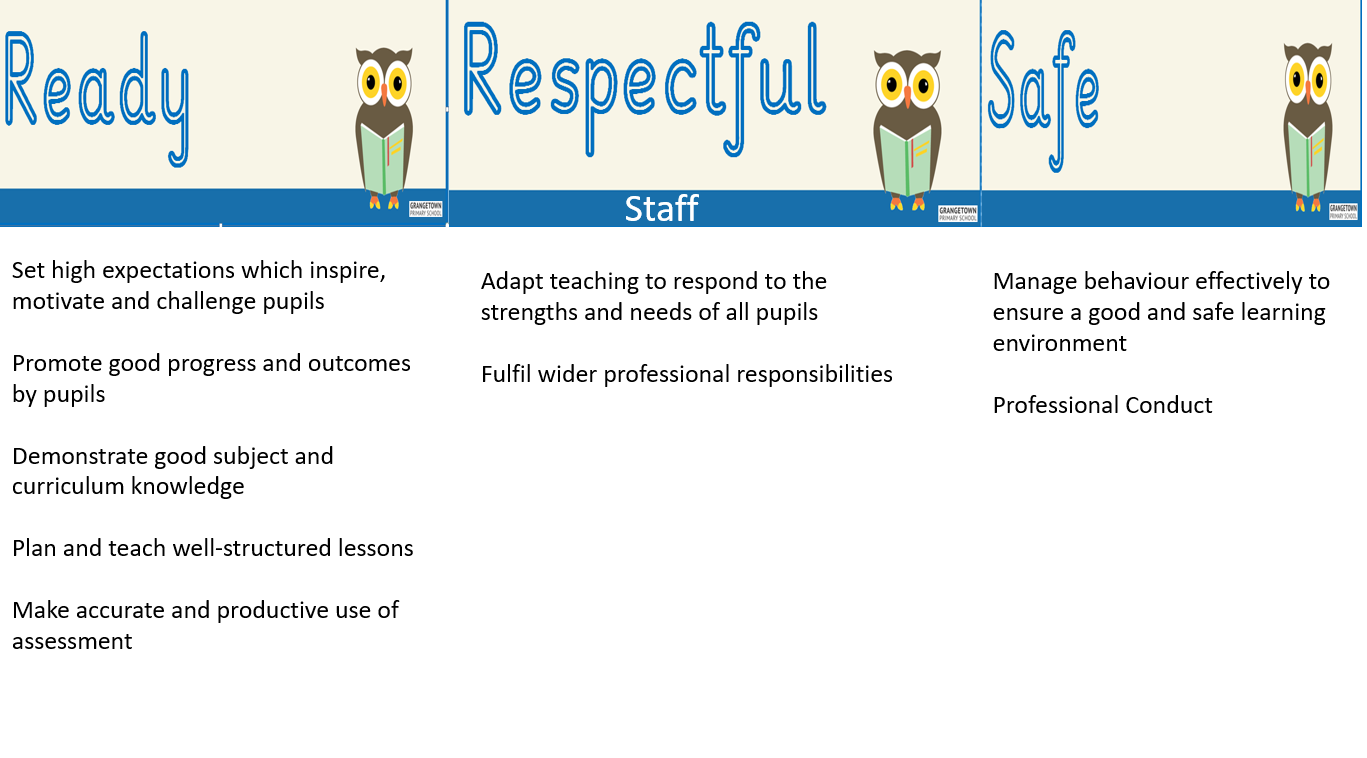 Ready
GRANGETOWN
PRIMARY SCHOOL
Set high expectations which inspire,
motivate and challenge pupils
Promote good progress and outcomes
by pupils
Demonstrate good subject and
curriculum knowledge
Plan and teach well-structured lessons
Make accurate and productive use of
assessment
Respectful
Staff
GRANGETOWN
PRIMARY SCHOOL
Adapt teaching to respond to the
strengths and needs of all pupils
Fulfil wider professional responsibilities
Safe
GRANGETOWN
PRIMARY SCHOOL
Manage behaviour effectively to
ensure a good and safe learning
environment
Professional Conduct